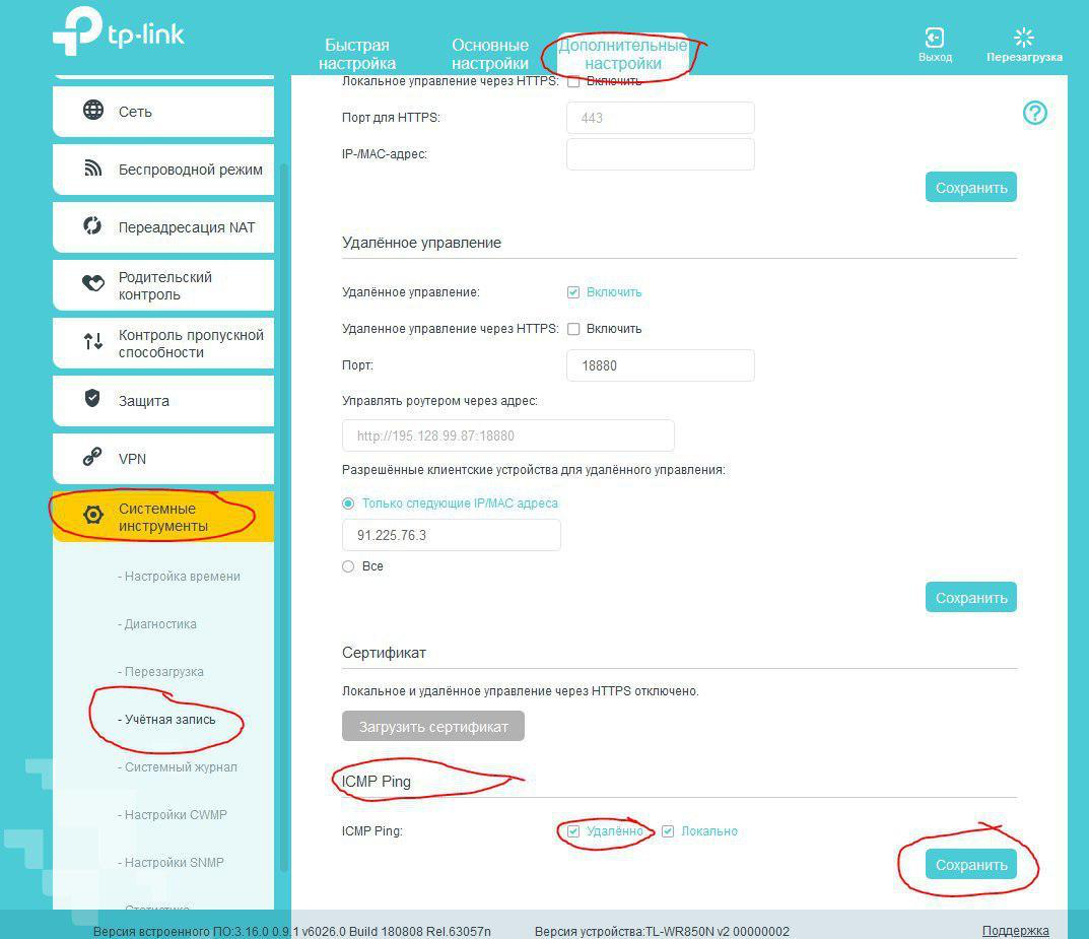 tp-link
Быстрая
настройка
Основные
настройки
Дополнительные
настройки
Выход
Перезагрузка
Сеть
Беспроводной режим
Переадресация NAT
Родительский
контроль
Контроль пропускной
способности
Защита
VPN
Системные
инструменты
- Настройка времени
- Диагностика
- Перезагрузка
- Учётная запись
- Системный журнал
- Настройки CWMP
- Настройки SNMP
- Статистика
Локальное управление через HTTPS: Включить
Порт для HTTPS: 443
IP-/MAC-адрес:
Сохранить
Удалённое управление
Удалённое управление: Включить
Удаленное управление через HTTPS: Включить
Порт: 18880
Управлять роутером через адрес:
http://195.128.99.87:18880
Разрешённые клиентские устройства для удалённого управления:
Только следующие IP/MAC адреса
91.225.76.3
Все
Сохранить
Сертификат
Локальное и удалённое управление через HTTPS отключено.
Загрузить сертификат
ICMP Ping
ICMP Ping: Удалённо Локально
Сохранить
Версия встроенного ПО:3.16.0 0.9.1 v6026.0 Build 180808 Rel.63057n Версия устройства:TL-WR850N v2 00000002 Поддержка